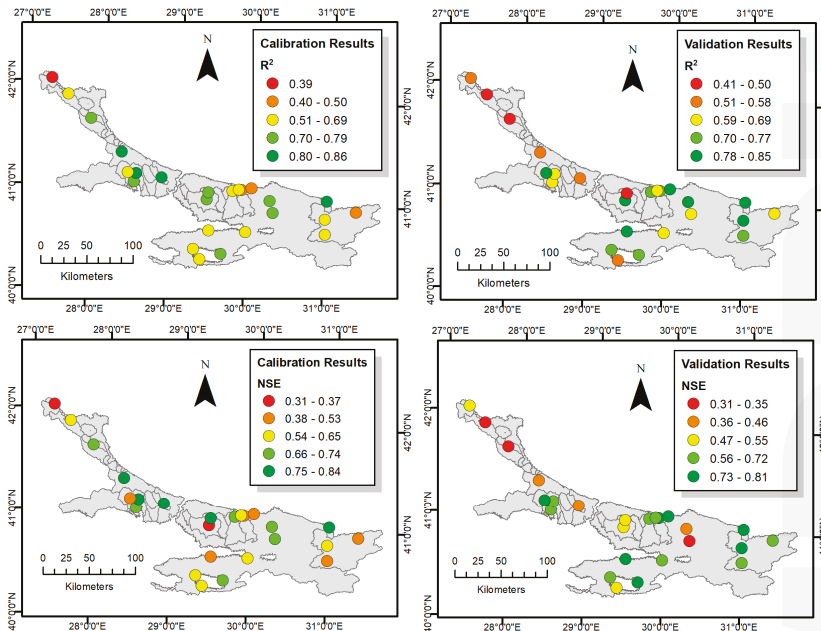 27°0'0"E 28°0'0"E 29°0'0"E 30°0'0"E 31°0'0"E
42°0'0"N
41°0'0"N
40°0'0"N
N
Calibration Results
R²
0.39
0.40 - 0.50
0.51 - 0.69
0.70 - 0.79
0.80 - 0.86
42°0'0"N
41°0'0"N
0 25 50 100
Kilometers
28°0'0"E 29°0'0"E 30°0'0"E 31°0'0"E
27°0'0"E 28°0'0"E 29°0'0"E 30°0'0"E 31°0'0"E
42°0'0"N
41°0'0"N
40°0'0"N
N
Validation Results
R²
0.41 - 0.50
0.51 - 0.58
0.59 - 0.69
0.70 - 0.77
0.78 - 0.85
0 25 50 100
Kilometers
28°0'0"E 29°0'0"E 30°0'0"E 31°0'0"E
27°0'0"E 28°0'0"E 29°0'0"E 30°0'0"E 31°0'0"E
42°0'0"N
41°0'0"N
40°0'0"N
N
Calibration Results
NSE
0.31 - 0.37
0.38 - 0.53
0.54 - 0.65
0.66 - 0.74
0.75 - 0.84
42°0'0"N
41°0'0"N
0 25 50 100
Kilometers
28°0'0"E 29°0'0"E 30°0'0"E 31°0'0"E
27°0'0"E 28°0'0"E 29°0'0"E 30°0'0"E 31°0'0"E
42°0'0"N
41°0'0"N
40°0'0"N
N
Validation Results
NSE
0.31 - 0.35
0.36 - 0.46
0.47 - 0.55
0.56 - 0.72
0.73 - 0.81
0 25 50 100
Kilometers
28°0'0"E 29°0'0"E 30°0'0"E 31°0'0"E